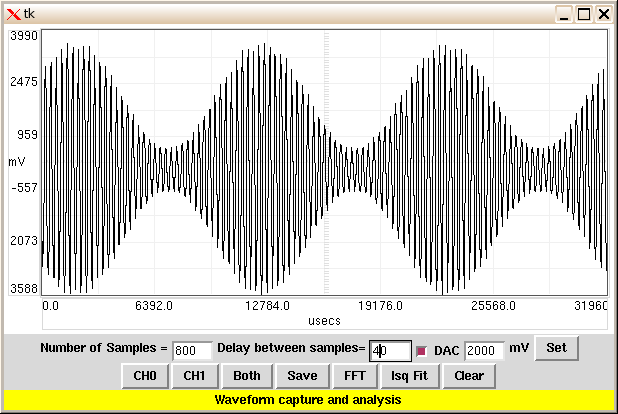 tk
3990
2475
959
mV
-557
2073
3588
0.0 6392.0 12784.0 19176.0 25568.0 31960
usecs
Number of Samples = 800 Delay between samples= 40 DAC 2000 mV Set
CH0 CH1 Both Save FFT lsq Fit Clear
Waveform capture and analysis